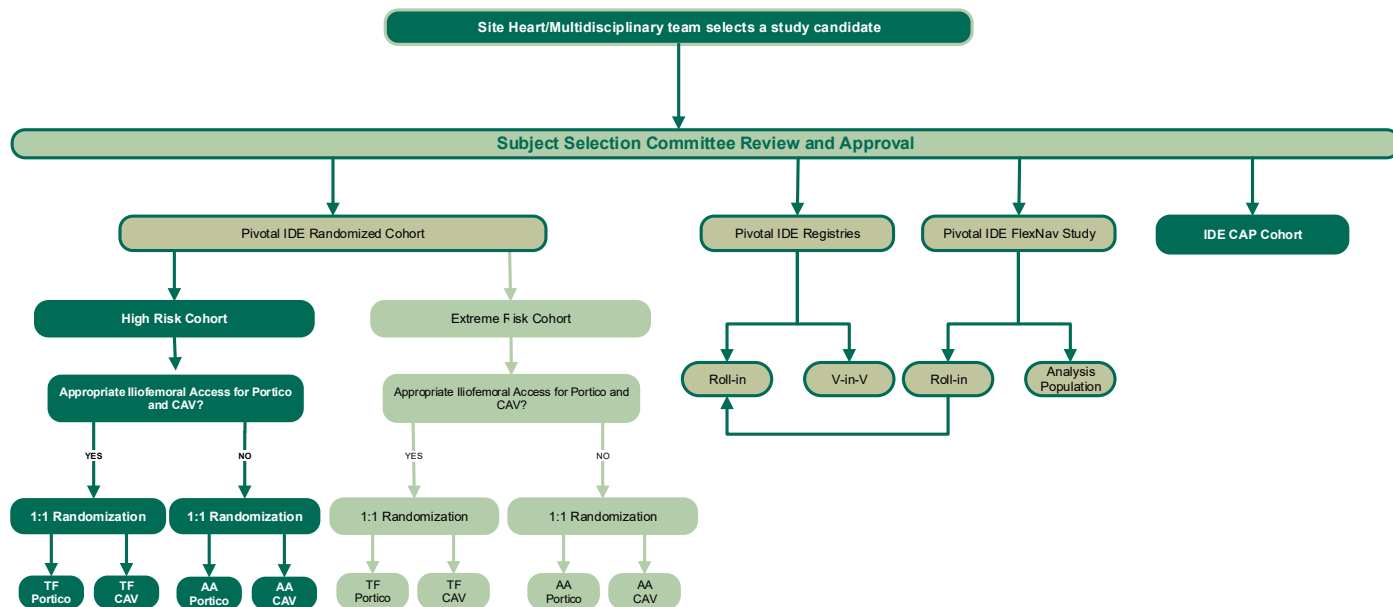 Site Heart/Multidisciplinary team selects a study candidate
Subject Selection Committee Review and Approval
Pivotal IDE Randomized Cohort
Pivotal IDE Registries
Pivotal IDE FlexNav Study
IDE CAP Cohort
High Risk Cohort
Extreme Risk Cohort
Roll-in
V-in-V
Roll-in
Analysis
Population
Appropriate Iliofemoral Access for Portico
and CAV?
Appropriate Iliofemoral Access for Portico and
CAV?
YES
NO
YES
NO
1:1 Randomization
1:1 Randomization
1:1 Randomization
1:1 Randomization
TF
Portico
TF
CAV
AA
Portico
AA
CAV
TF
Portico
TF
CAV
AA
Portico
AA
CAV